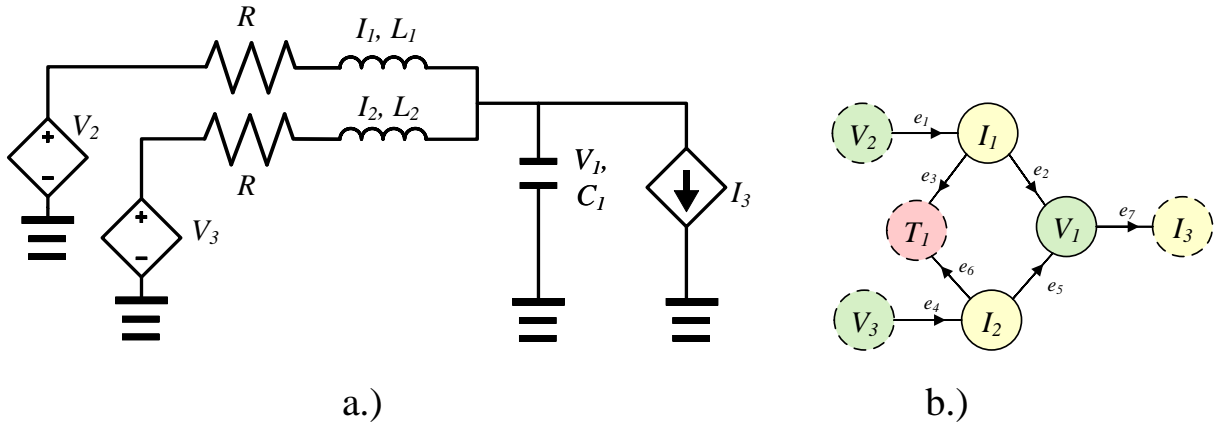 R
I1, L1
I2, L2
V2
R
V3
V1,
C1
I3
+
-
+
-
V2
e1
I1
e3
e2
T1
V1
e7
I3
e6
e5
V3
e4
I2
a.)
b.)